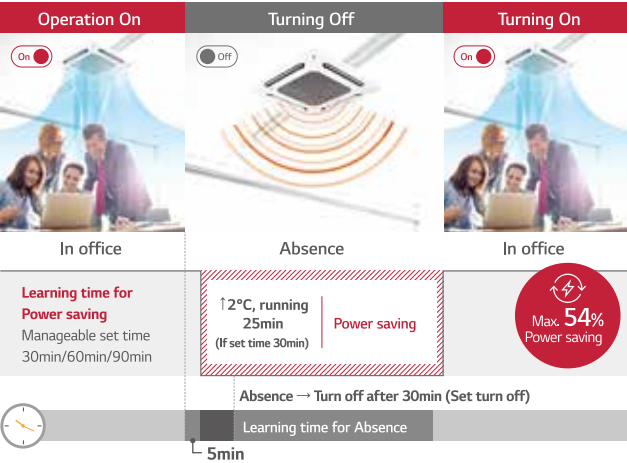 Operation On
Turning Off
Turning On
On
Off
On
In office
Absence
In office
Learning time for
Power saving
Manageable set time
30min/60min/90min
↑2°C, running
25min
(If set time 30min)
Power saving
Max. 54%
Power saving
Absence → Turn off after 30min (Set turn off)
Learning time for Absence
5min